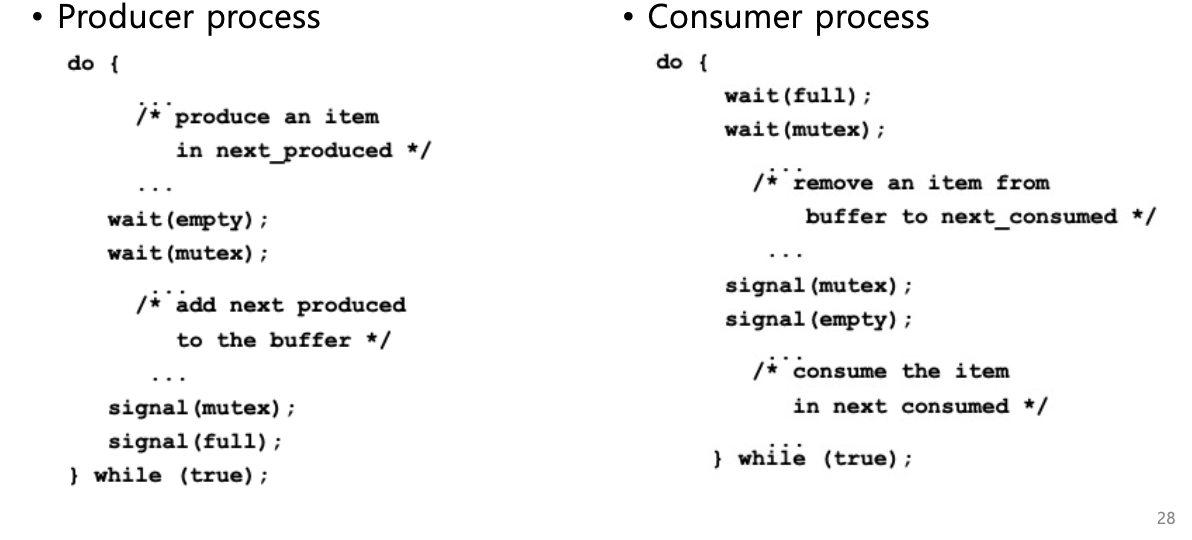 • Producer process
do {
...
/* produce an item
in next_produced */
...
wait(empty);
wait(mutex);
...
/* add next produced
to the buffer */
...
signal(mutex);
signal(full);
} while (true);
• Consumer process
do {
wait(full);
wait(mutex);
...
/* remove an item from
buffer to next_consumed */
...
signal(mutex);
signal(empty);
...
/* consume the item
in next consumed */
...
} while (true);
28